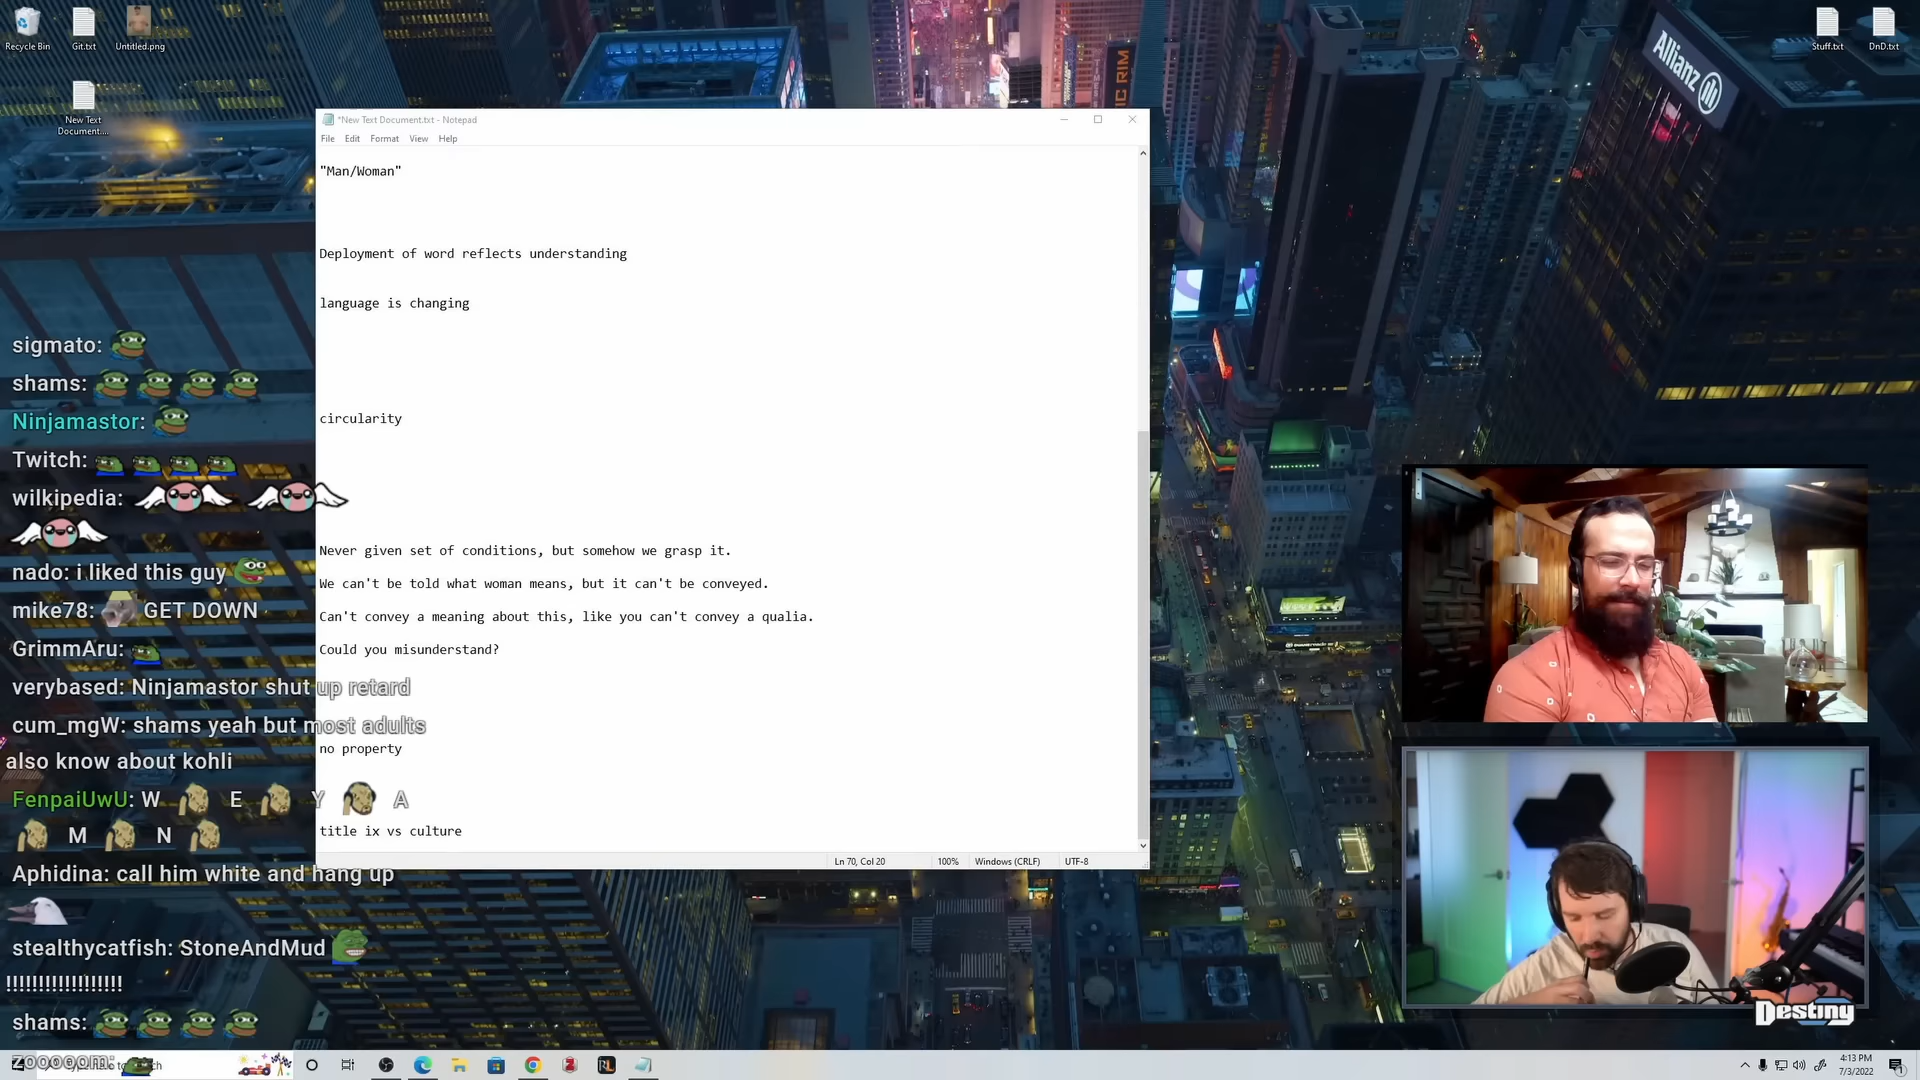 Recycle Bin
Git.txt
Untitled.png
Stuff.txt
DnD.txt
New Text
Document....
Allianz
IC RIM
*New Text Document.txt - Notepad
File Edit Format View Help
"Man/Woman"
Deployment of word reflects understanding
language is changing
circularity
Never given set of conditions, but somehow we grasp it.
We can't be told what woman means, but it can't be conveyed.
Can't convey a meaning about this, like you can't convey a qualia.
Could you misunderstand?
no property
title ix vs culture
Ln 70, Col 20 100% Windows (CRLF) UTF-8
sigmato:
shams:
Ninjamastor:
Twitch:
wilkipedia:
nado: i liked this guy
mike78: GET DOWN
GrimmAru:
verybased: Ninjamastor shut up retard
cum_mgW: shams yeah but most adults
also know about kohli
FenpaiUwU: W E Y A
M N
Aphidina: call him white and hang up
stealthycatfish: StoneAndMud
!!!!!!!!!!!!!!!!!!
shams:
zooooom:
Destiny
4:13 PM
7/3/2022